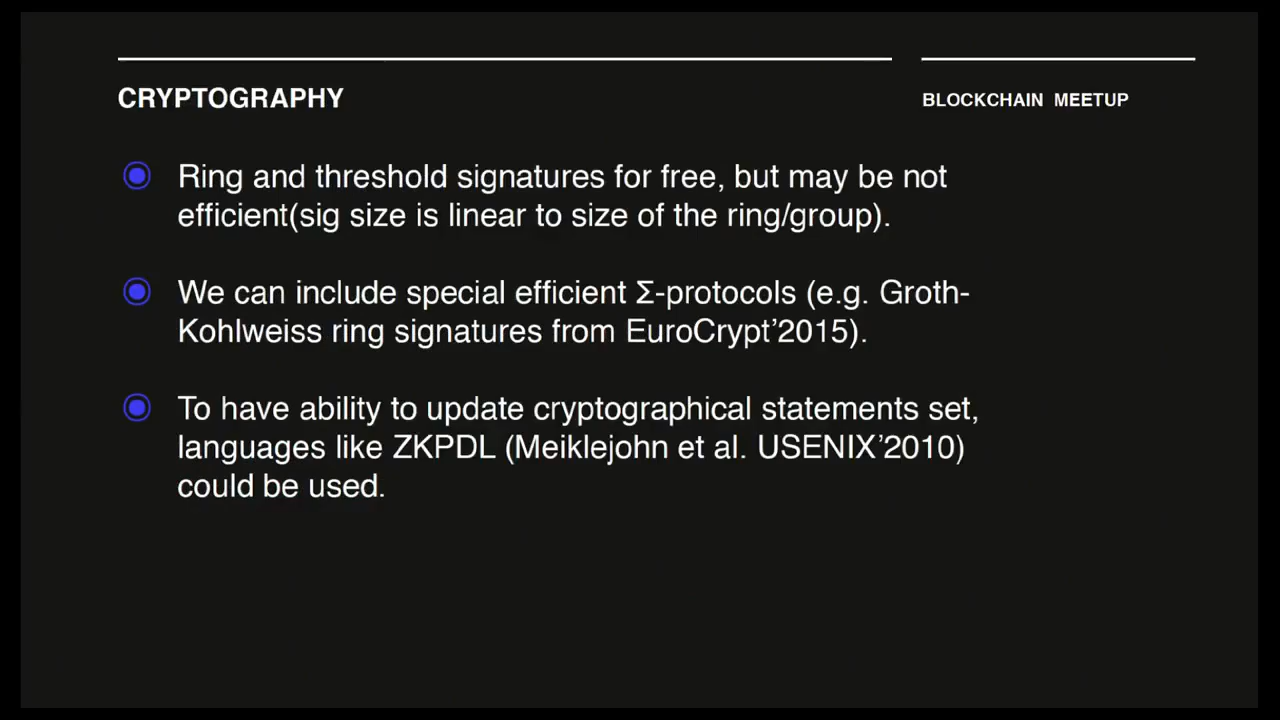 CRYPTOGRAPHY
BLOCKCHAIN MEETUP
Ring and threshold signatures for free, but may be not
efficient(sig size is linear to size of the ring/group).
We can include special efficient Σ-protocols (e.g. Groth-
Kohlweiss ring signatures from EuroCrypt’2015).
To have ability to update cryptographical statements set,
languages like ZKPDL (Meiklejohn et al. USENIX’2010)
could be used.